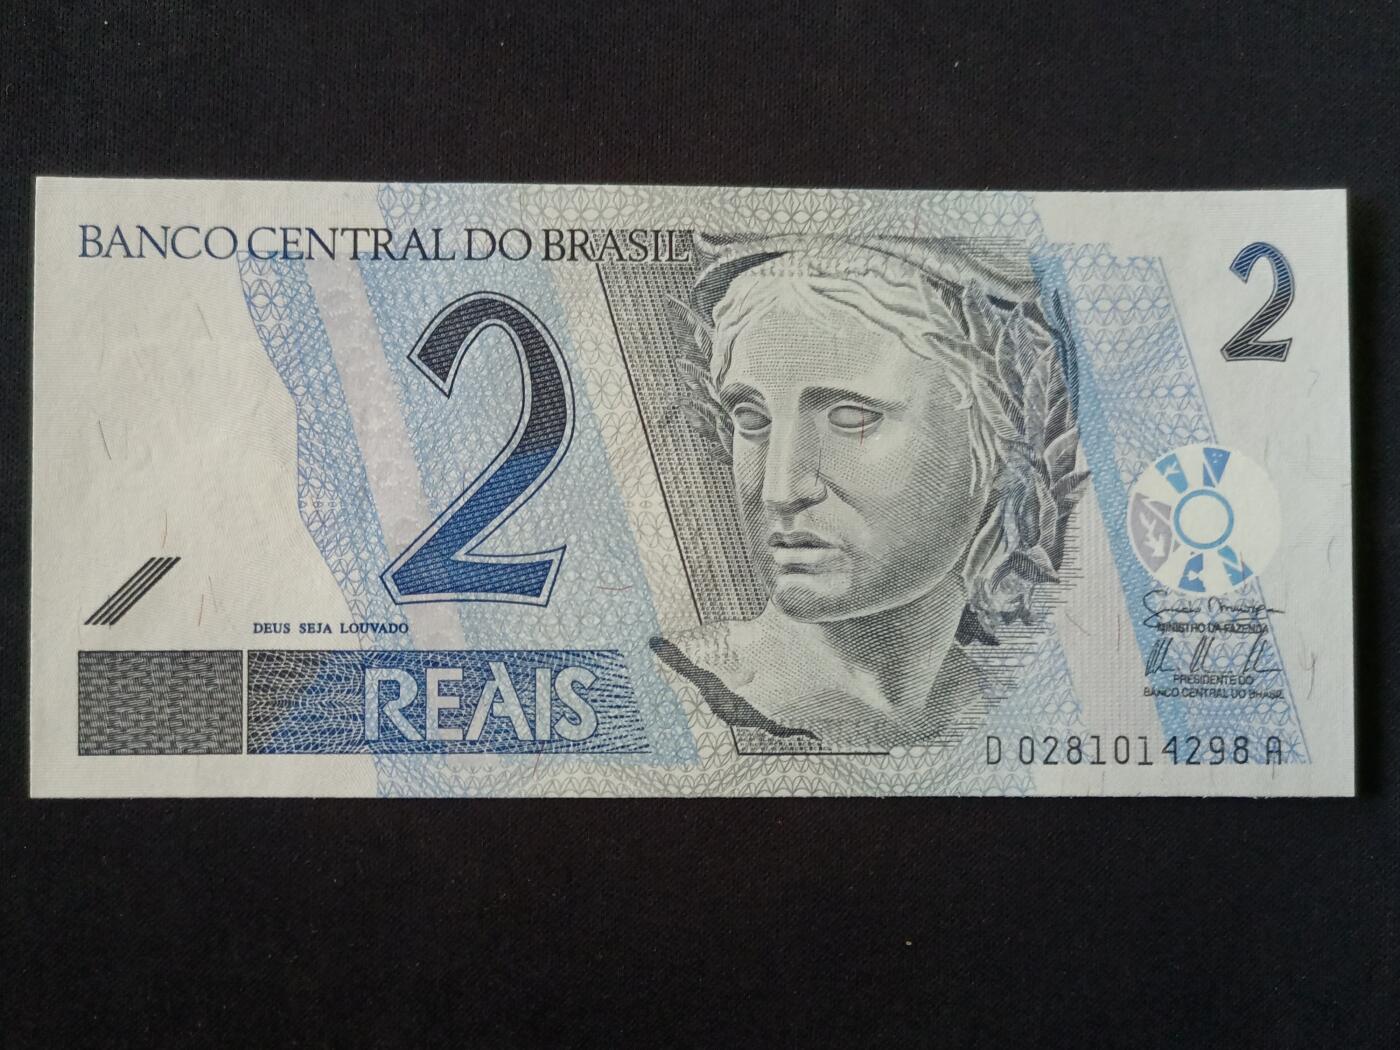 BANCO CENTRAL DO BRASIL
2
2
DEUS SEJA LOUVADO
REAIS
MINISTRO DA FAZENDA
PRESIDENTE DO
BANCO CENTRAL DO BRASIL
D 0281014298 A